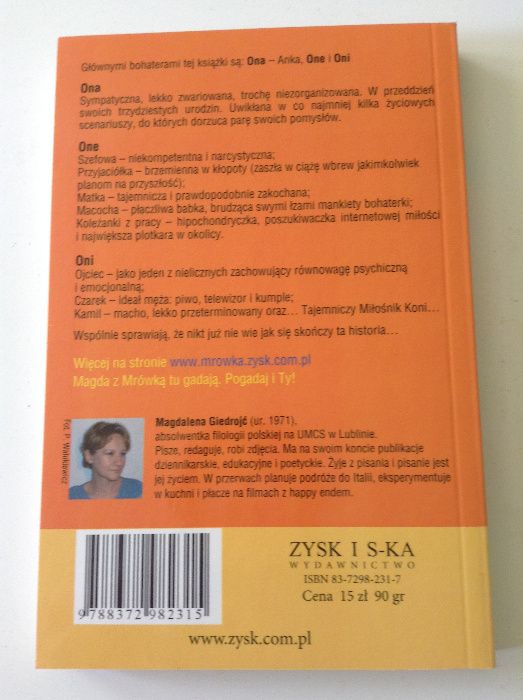 Głównymi bohaterami tej książki są: Ona – Anka, One i Oni
Ona
Sympatyczna, lekko zwariowana, trochę niezorganizowana. W przeddzień
swoich trzydziestych urodzin. Uwikłana w co najmniej kilka życiowych
scenariuszy, do których dorzuca parę swoich pomysłów.
One
Szefowa – niekompetentna i narcystyczna;
Przyjaciółka – brzemienna w kłopoty (zaszła w ciążę wbrew jakimkolwiek
planom na przyszłość);
Matka – tajemnicza i prawdopodobnie zakochana;
Macocha – płaczliwa babka, brudząca swymi łzami mankiety bohaterki;
Koleżanki z pracy – hipochondryczka, poszukiwaczka internetowej miłości
i największa plotkara w okolicy.
Oni
Ojciec – jako jeden z nielicznych zachowujący równowagę psychiczną
i emocjonalną;
Czarek – ideał męża: piwo, telewizor i kumple;
Kamil – macho, lekko przeterminowany oraz... Tajemniczy Miłośnik Koni...
Wspólnie sprawiają, że nikt już nie wie jak się skończy ta historia...
Więcej na stronie www.mrowka.zysk.com.pl
Magda z Mrówką tu gadają. Pogadaj i Ty!
Magdalena Giedrojć (ur. 1971),
absolwentka filologii polskiej na UMCS w Lublinie.
Pisze, redaguje, robi zdjęcia. Ma na swoim koncie publikacje
dziennikarskie, edukacyjne i poetyckie. Żyje z pisania i pisanie jest
jej życiem. W przerwach planuje podróże do Italii, eksperymentuje
w kuchni i płacze na filmach z happy endem.
Fot. P.
ZYSK I S-KA
WYDAWNICTWO
ISBN 83-7298-231-7
Cena 15 zł 90 gr
9 788372 982315
www.zysk.com.pl